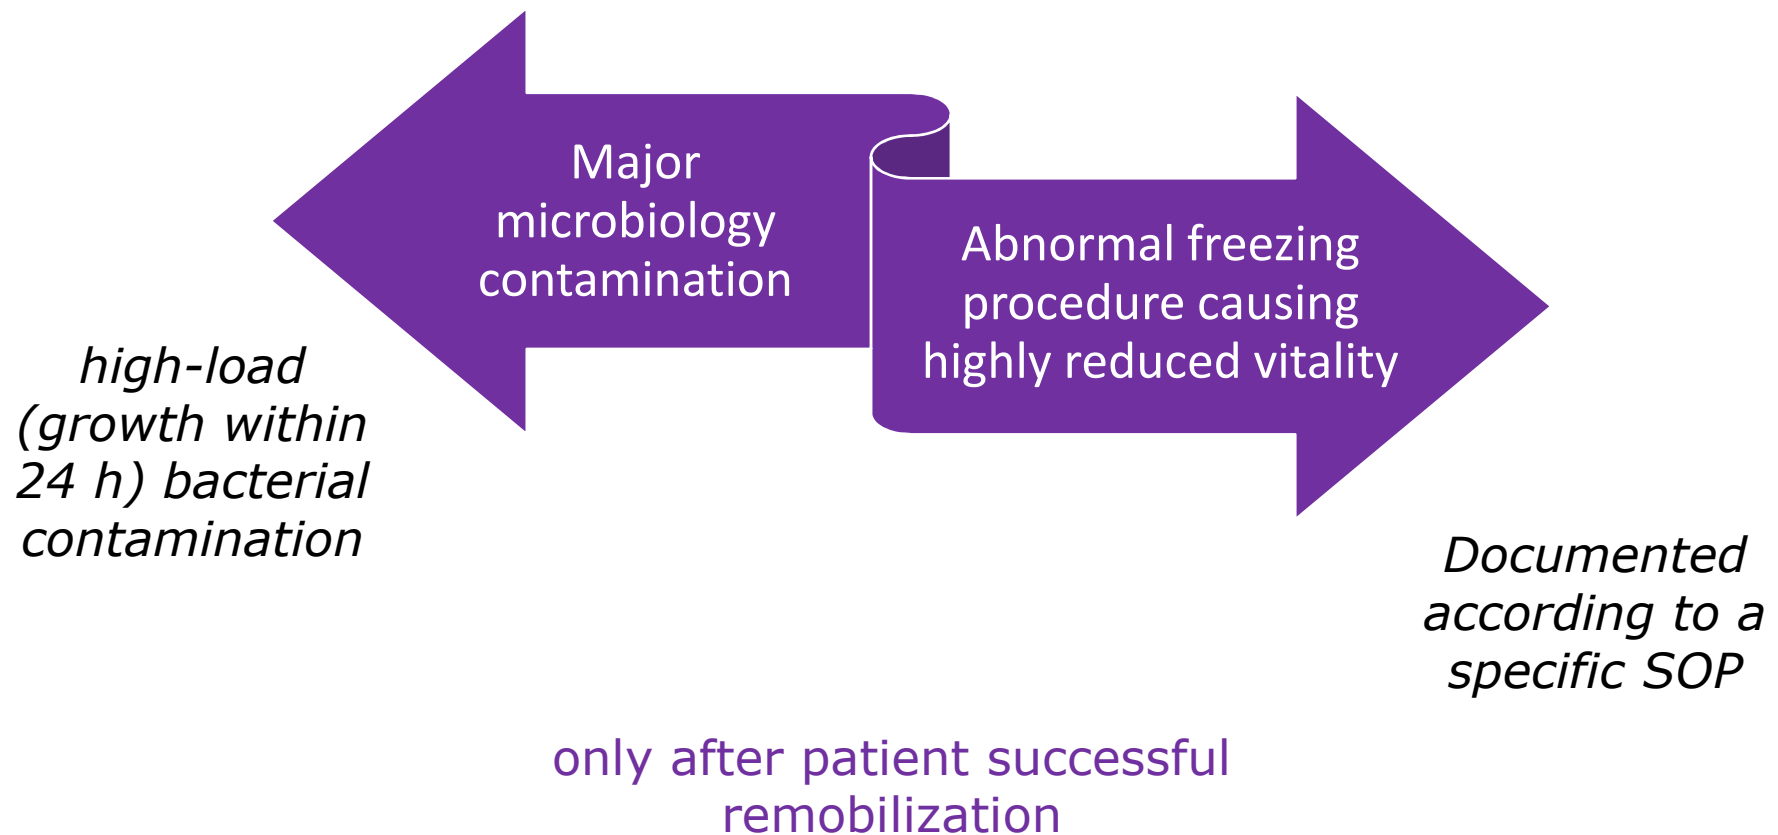 Major
microbiology
contamination
Abnormal freezing
procedure causing
highly reduced vitality
high-load
(growth within
24 h) bacterial
contamination
Documented
according to a
specific SOP
only after patient successful
remobilization